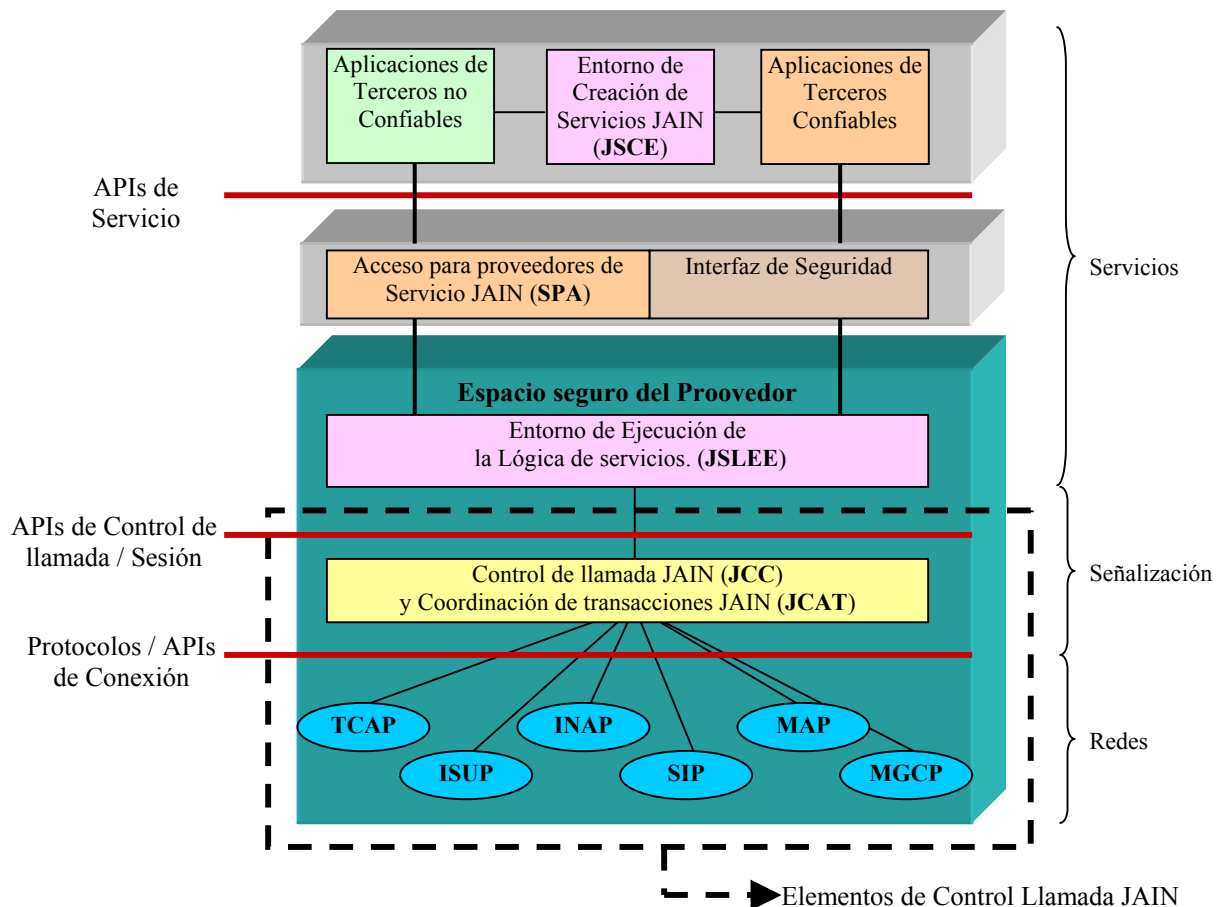 Aplicaciones de
Terceros no
Confiables
Entorno de
Creación de
Servicios JAIN
(JSCE)
Aplicaciones de
Terceros
Confiables
APIs de
Servicio
Servicios
Acceso para proveedores de
Servicio JAIN (SPA)
Interfaz de Seguridad
Espacio seguro del Proovedor
Entorno de Ejecución de
la Lógica de servicios. (JSLEE)
APIs de Control de
llamada / Sesión
Control de llamada JAIN (JCC)
y Coordinación de transacciones JAIN (JCAT)
Señalización
Protocolos / APIs
de Conexión
TCAP
INAP
MAP
ISUP
SIP
MGCP
Redes
Elementos de Control Llamada JAIN